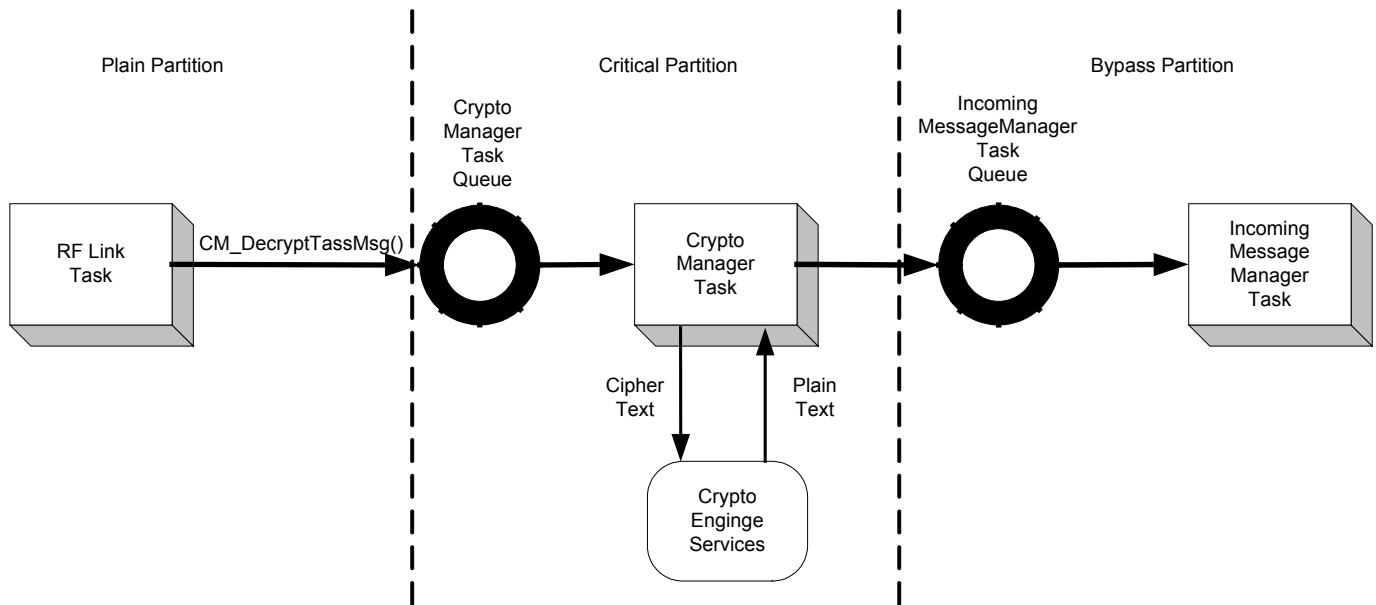 Plain Partition
Critical Partition
Bypass Partition
Crypto
Manager
Task
Queue
Incoming
MessageManager
Task
Queue
RF Link
Task
CM_DecryptTassMsg()
Crypto
Manager
Task
Incoming
Message
Manager
Task
Cipher
Text
Plain
Text
Crypto
Enginge
Services